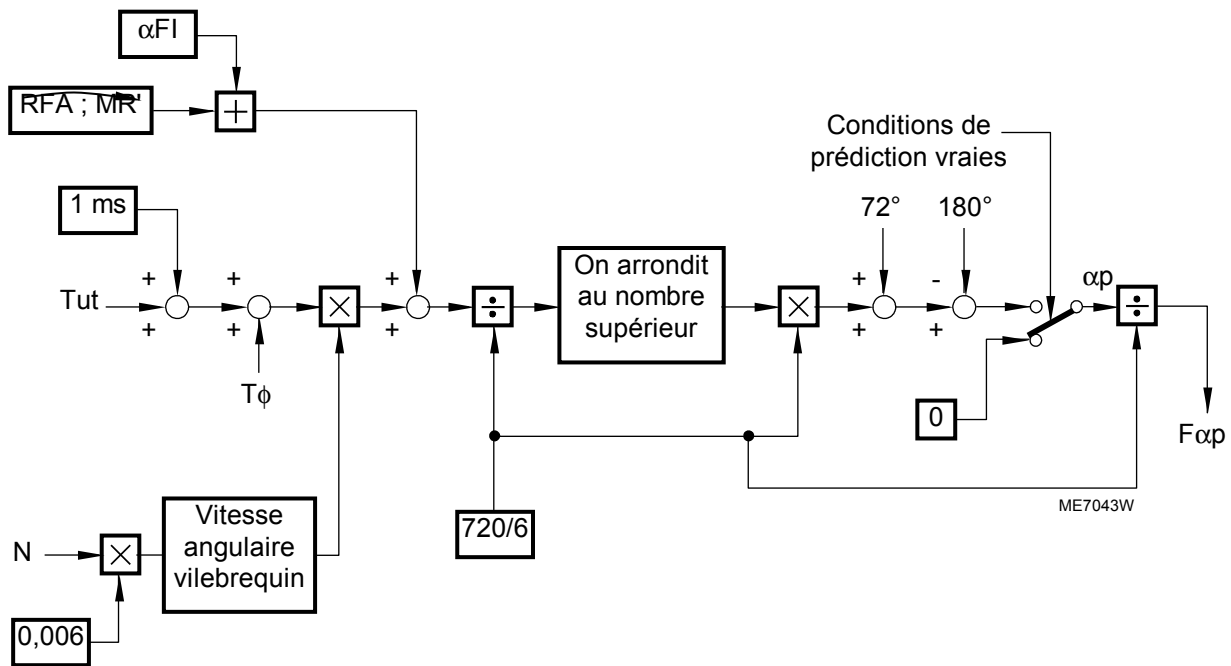 αFI
RFA ; MR'
+
Conditions de
prédiction vraies
1 ms
72°
180°
On arrondit
au nombre
supérieur
+
+
+
+
-
αp
Tut
×
÷
×
÷
+
+
+
+
+
Tϕ
0
Fαp
ME7043W
720/6
Vitesse
angulaire
vilebrequin
N
×
0,006